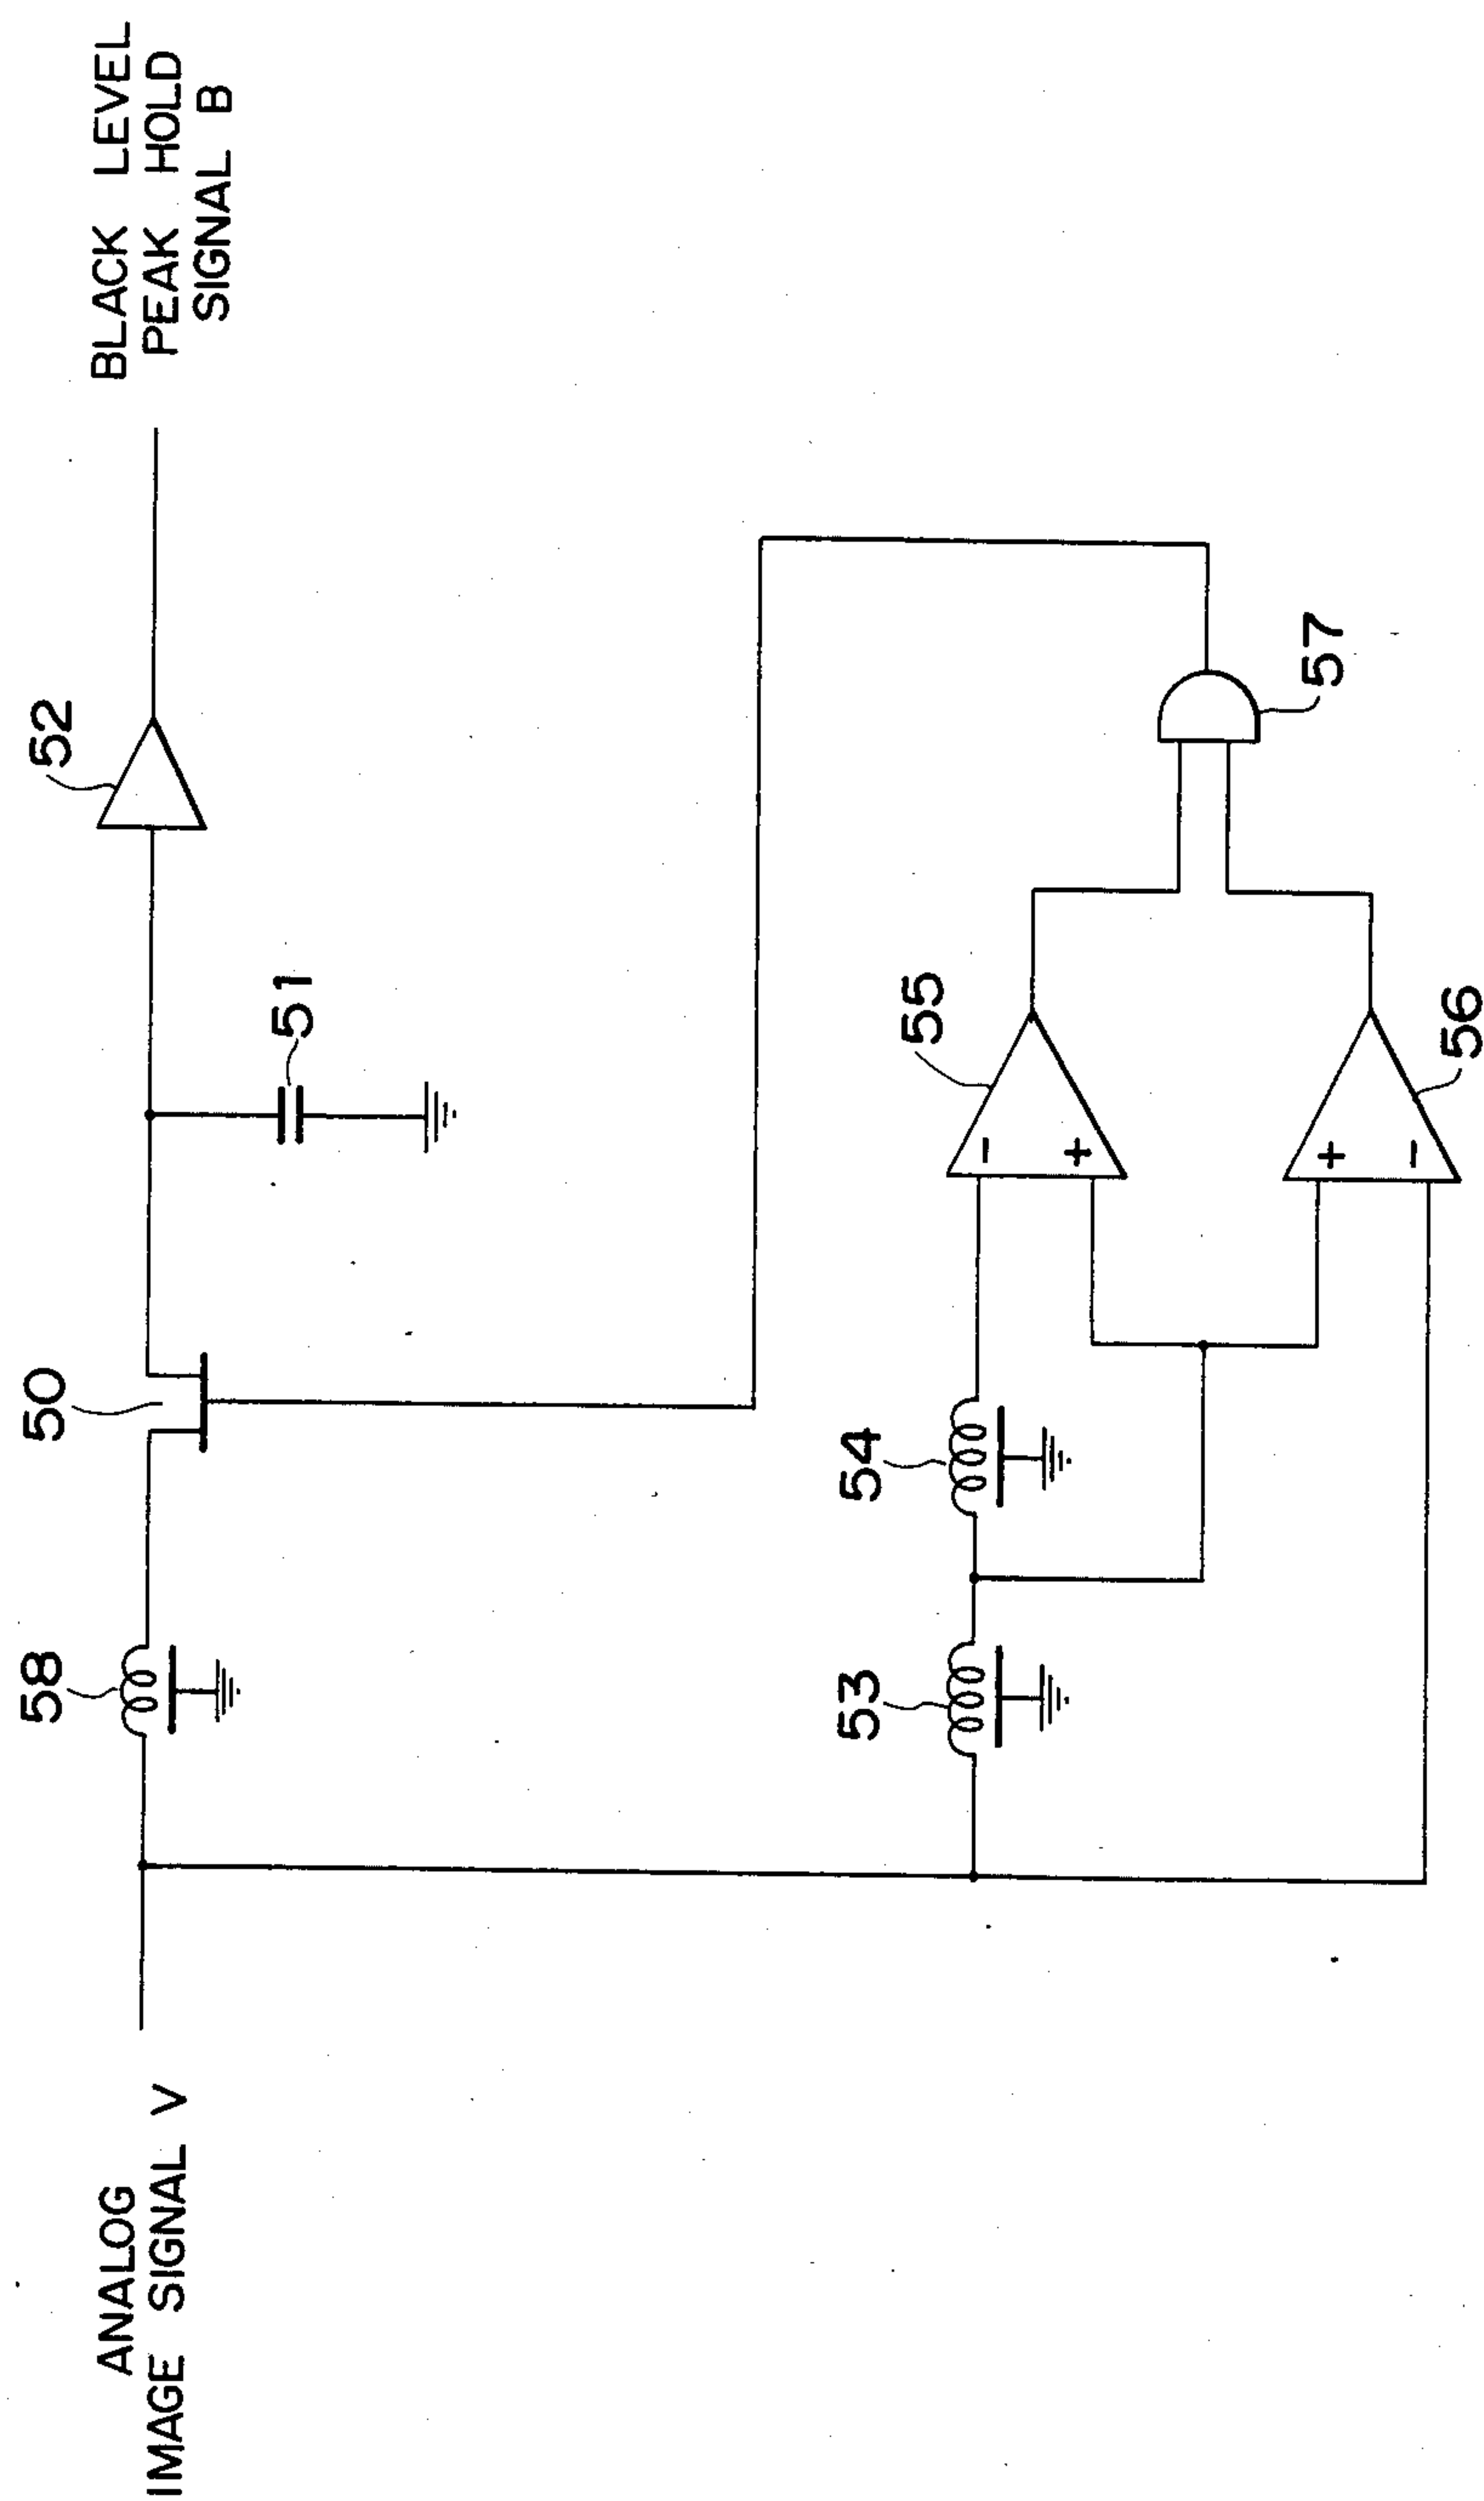 ANALOG
IMAGE SIGNAL V
58
50
51
52
BLACK LEVEL
PEAK HOLD
SIGNAL B
53
54
55
- +
56
+ -
57